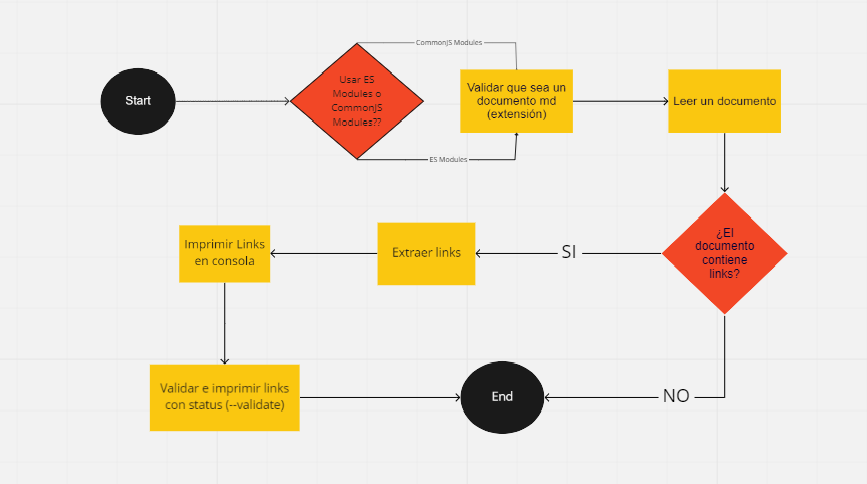 CommonJS Modules
Start
Usar ES
Modules o
CommonJS
Modules??
Validar que sea un
documento md
(extensión)
Leer un documento
ES Modules
¿El
documento
contiene
links?
SI
Extraer links
Imprimir Links
en consola
Validar e imprimir links
con status (--validate)
End
NO